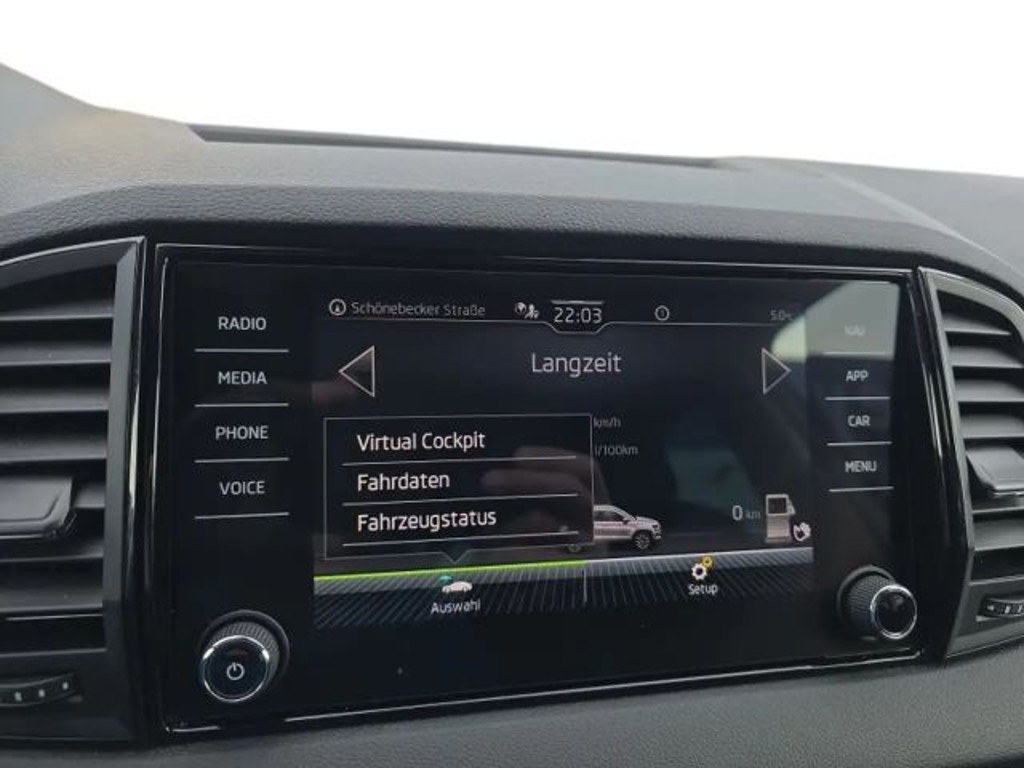 RADIO
MEDIA
PHONE
VOICE
Schönebecker Straße
22:03
Langzeit
km/h
l/100km
Virtual Cockpit
Fahrdaten
Fahrzeugstatus
0 km
Auswahl
Setup
NAV
APP
CAR
MENU